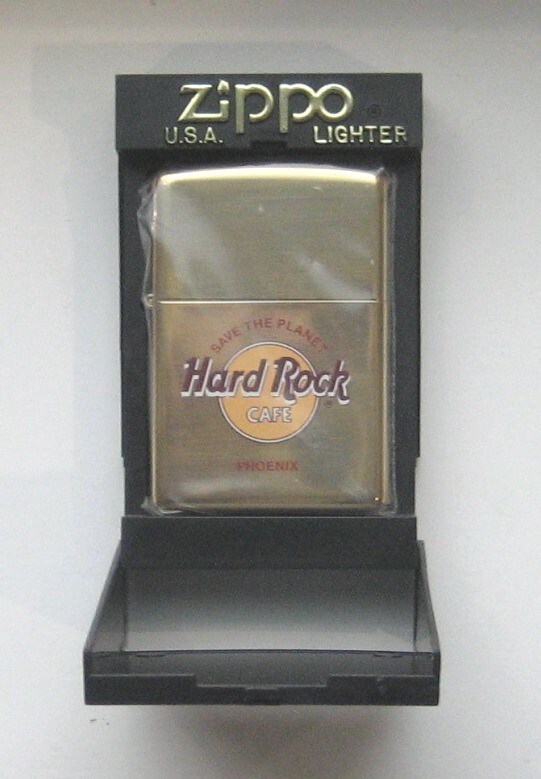 Zippo ®
U.S.A. LIGHTER
SAVE THE PLANET
Hard Rock
CAFE ®
PHOENIX